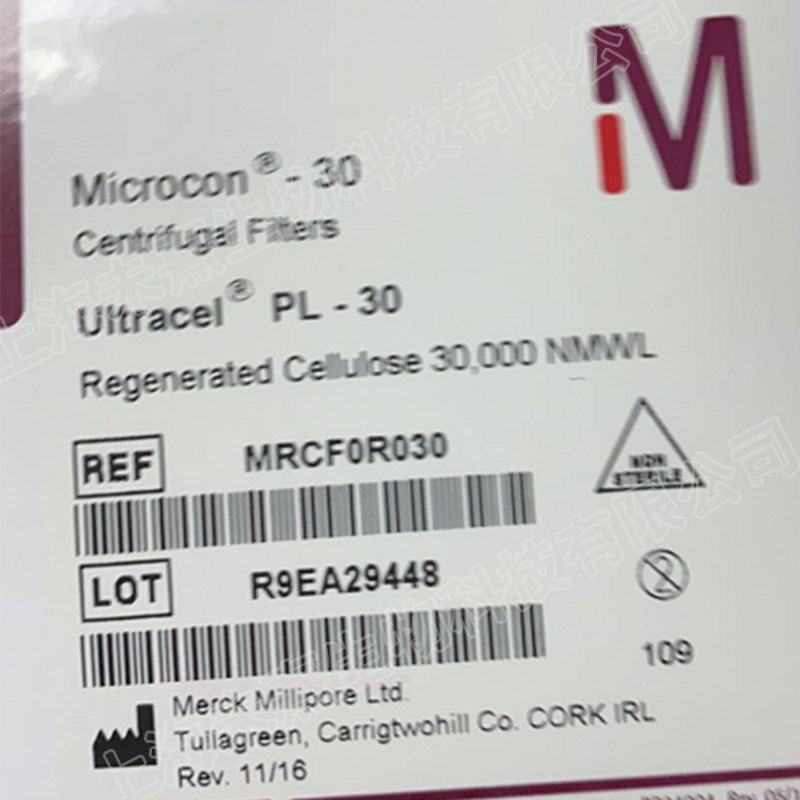 Microcon® - 30
Centrifugal Filters
Ultracel® PL - 30
Regenerated Cellulose 30,000 NMWL
REF MRCF0R030
NON
STERILE
LOT R9EA29448
2
109
Merck Millipore Ltd.
Tullagreen, Carrigtwohill Co. CORK IRL
Rev. 11/16